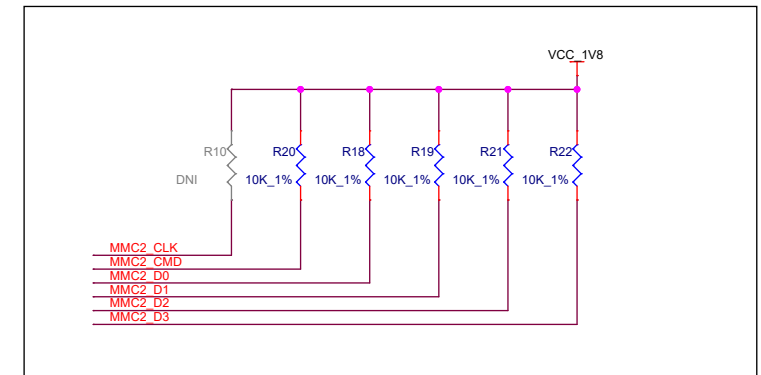 VCC_1V8
R10 R20 R18 R19 R21 R22
DNI 10K_1% 10K_1% 10K_1% 10K_1% 10K_1%
MMC2_CLK
MMC2_CMD
MMC2_D0
MMC2_D1
MMC2_D2
MMC2_D3